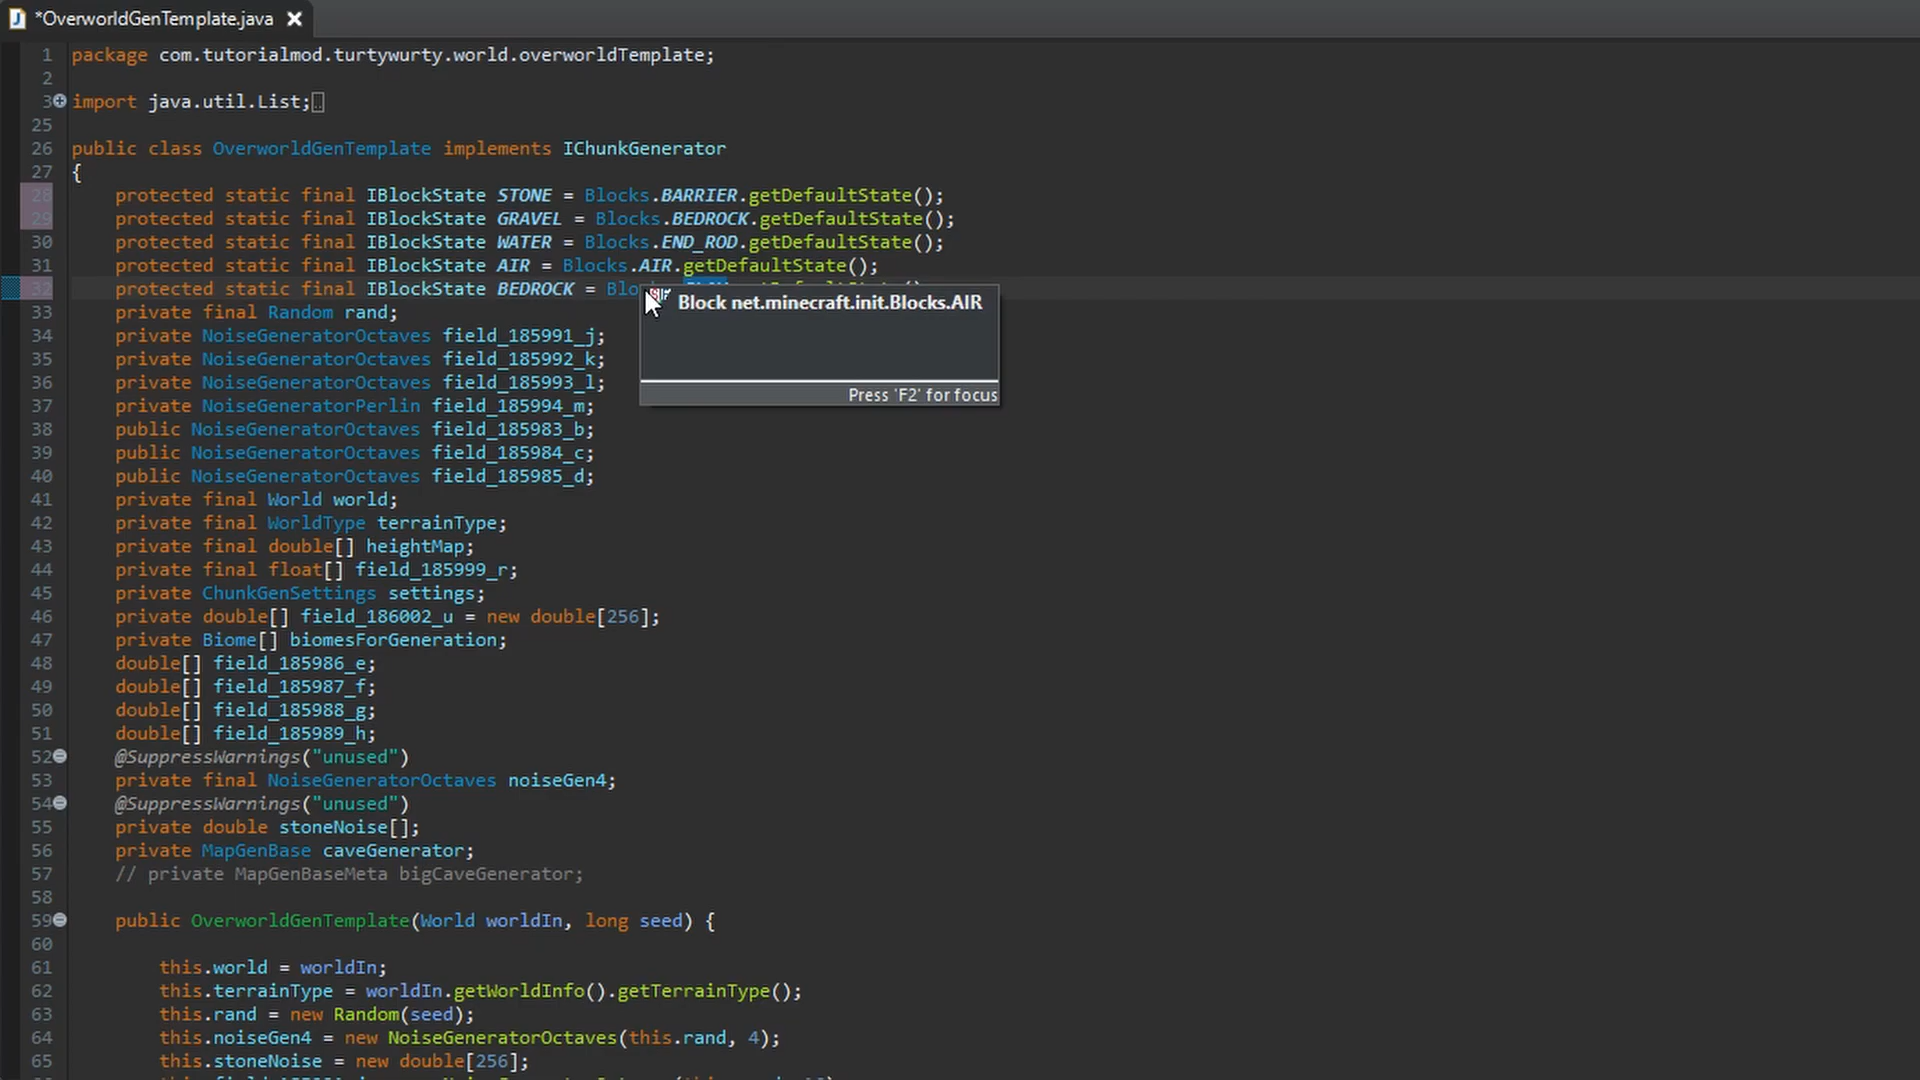 *OverworldGenTemplate.java
1 package com.tutorialmod.turtywurty.world.overworldTemplate;
2
3 import java.util.List;
25
26 public class OverworldGenTemplate implements IChunkGenerator
27 {
28 protected static final IBlockState STONE = Blocks.BARRIER.getDefaultState();
29 protected static final IBlockState GRAVEL = Blocks.BEDROCK.getDefaultState();
30 protected static final IBlockState WATER = Blocks.END_ROD.getDefaultState();
31 protected static final IBlockState AIR = Blocks.AIR.getDefaultState();
32 protected static final IBlockState BEDROCK = Blo
Block net.minecraft.init.Blocks.AIR
33 private final Random rand;
34 private NoiseGeneratorOctaves field_185991_j;
35 private NoiseGeneratorOctaves field_185992_k;
36 private NoiseGeneratorOctaves field_185993_l;
Press 'F2' for focus
37 private NoiseGeneratorPerlin field_185994_m;
38 public NoiseGeneratorOctaves field_185983_b;
39 public NoiseGeneratorOctaves field_185984_c;
40 public NoiseGeneratorOctaves field_185985_d;
41 private final World world;
42 private final WorldType terrainType;
43 private final double[] heightMap;
44 private final float[] field_185999_r;
45 private ChunkGenSettings settings;
46 private double[] field_186002_u = new double[256];
47 private Biome[] biomesForGeneration;
48 double[] field_185986_e;
49 double[] field_185987_f;
50 double[] field_185988_g;
51 double[] field_185989_h;
52 @SuppressWarnings("unused")
53 private final NoiseGeneratorOctaves noiseGen4;
54 @SuppressWarnings("unused")
55 private double stoneNoise[];
56 private MapGenBase caveGenerator;
57 // private MapGenBaseMeta bigCaveGenerator;
58
59 public OverworldGenTemplate(World worldIn, long seed) {
60
61 this.world = worldIn;
62 this.terrainType = worldIn.getWorldInfo().getTerrainType();
63 this.rand = new Random(seed);
64 this.noiseGen4 = new NoiseGeneratorOctaves(this.rand, 4);
65 this.stoneNoise = new double[256];